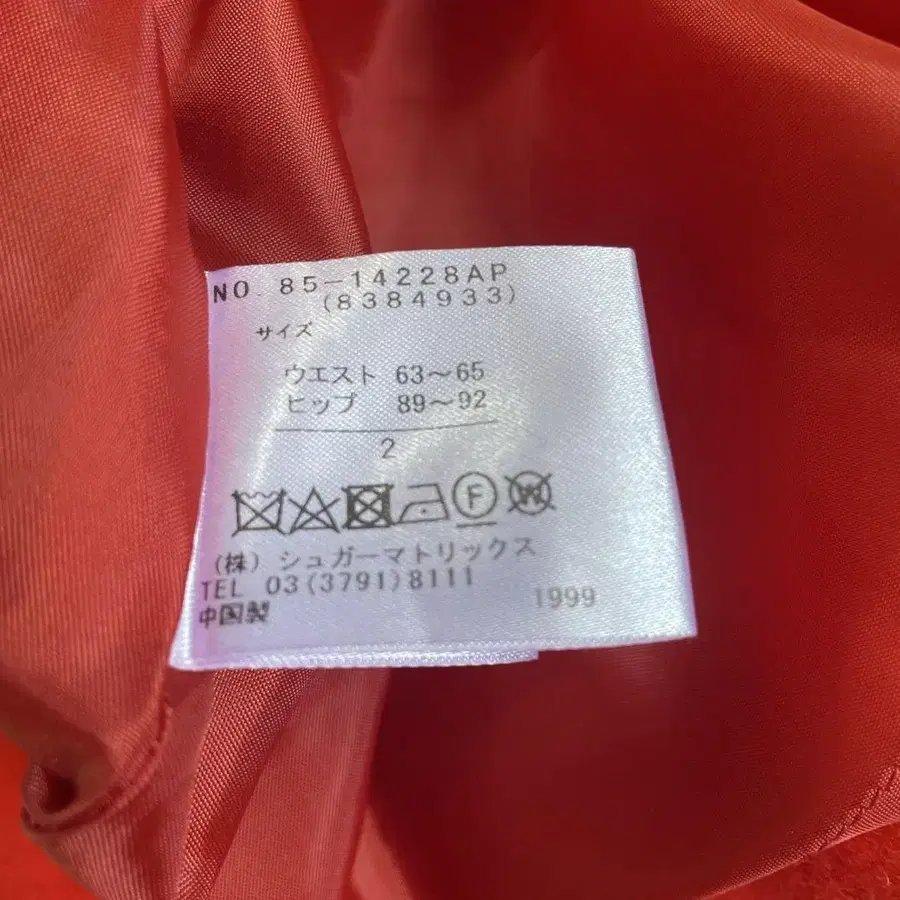 NO. 85-14228AP
(8384933)
サイズ
ウエスト 63～65
ヒップ 89～92
2
F W
(株) シュガーマトリックス
TEL 03(3791)8111
中国製 1999